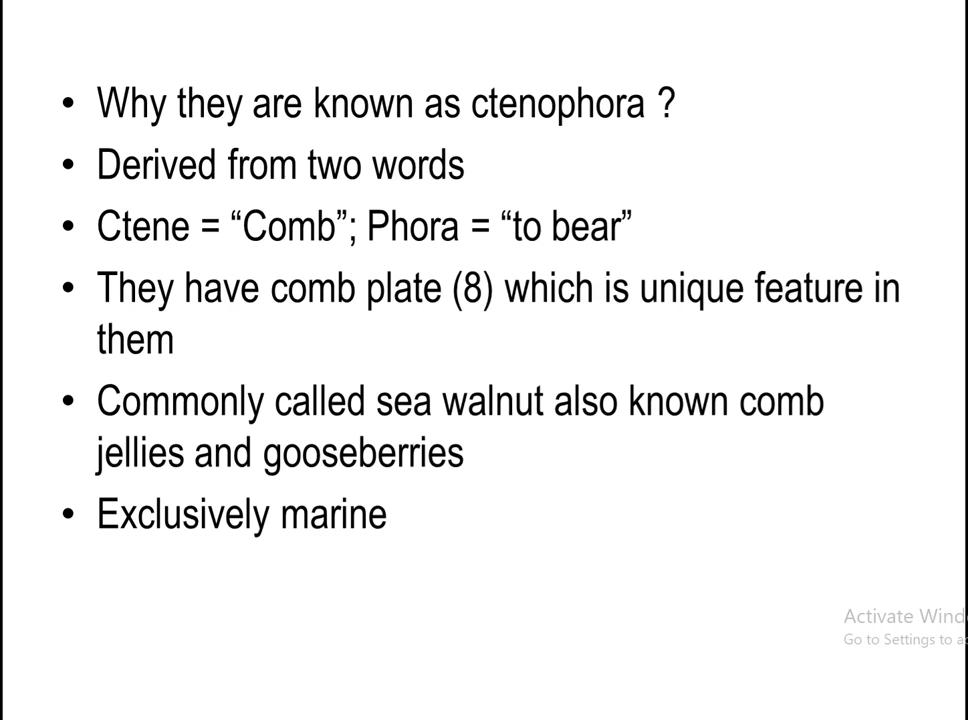 • Why they are known as ctenophora ?
• Derived from two words
• Ctene = “Comb”; Phora = “to bear”
• They have comb plate (8) which is unique feature in
them
• Commonly called sea walnut also known comb
jellies and gooseberries
• Exclusively marine
Activate Wind
Go to Settings to a